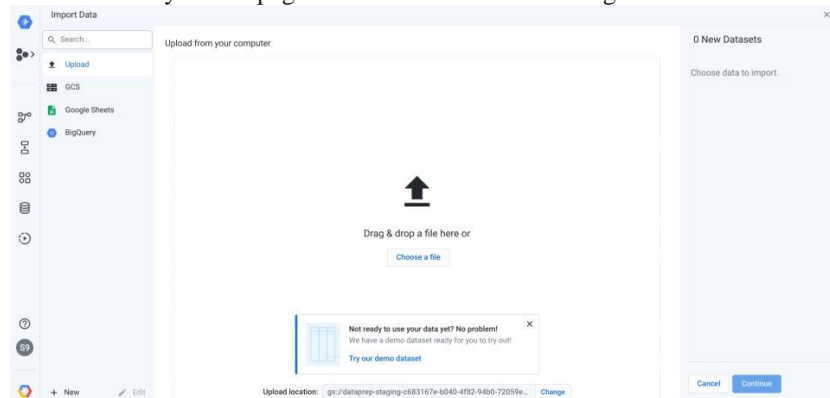 Import Data
Search...
Upload
GCS
Google Sheets
BigQuery
+ New
Edit
Upload from your computer
Drag & drop a file here or
Choose a file
Not ready to use your data yet? No problem!
We have a demo dataset ready for you to try out!
Try our demo dataset
Upload location: gs://dataprep-staging-c683167e-b040-4f82-94b0-72059e... Change
0 New Datasets
Choose data to import.
Cancel
Continue
S9